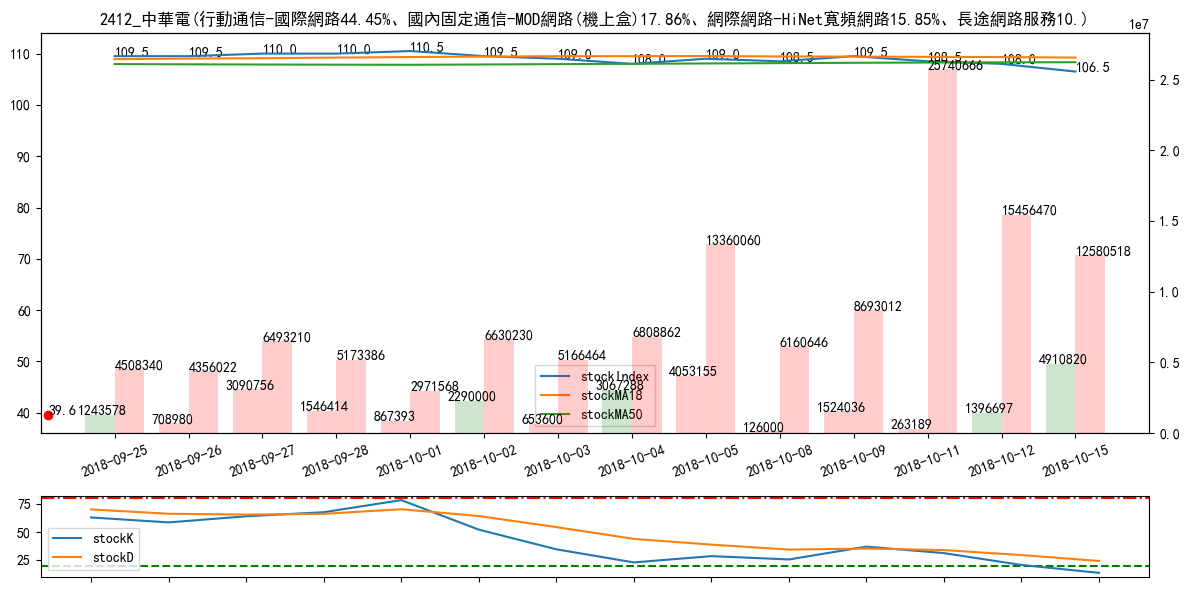 2412_中華電(行動通信-國際網路44.45%、國內固定通信-MOD網路(機上盒)17.86%、網際網路-HiNet寬頻網路15.85%、長途網路服務10.)
1e7
110
100
90
80
70
60
50
40
2.5
2.0
1.5
1.0
0.5
0.0
109.5 109.5 110.0 110.0 110.5 109.5 109.0 108.0 109.0 108.5 109.5 108.5 108.0 106.5
39.6
1243578 708980 3090756 1546414 867393 2290000 653600 3067288 4053155 126000 1524036 263189 1396697 4910820
4508340 4356022 6493210 5173386 2971568 6630230 5166464 6808862 13360060 6160646 8693012 25740666 15456470 12580518
stockIndex
stockMA18
stockMA50
2018-09-25 2018-09-26 2018-09-27 2018-09-28 2018-10-01 2018-10-02 2018-10-03 2018-10-04 2018-10-05 2018-10-08 2018-10-09 2018-10-11 2018-10-12 2018-10-15
75
50
25
stockK
stockD